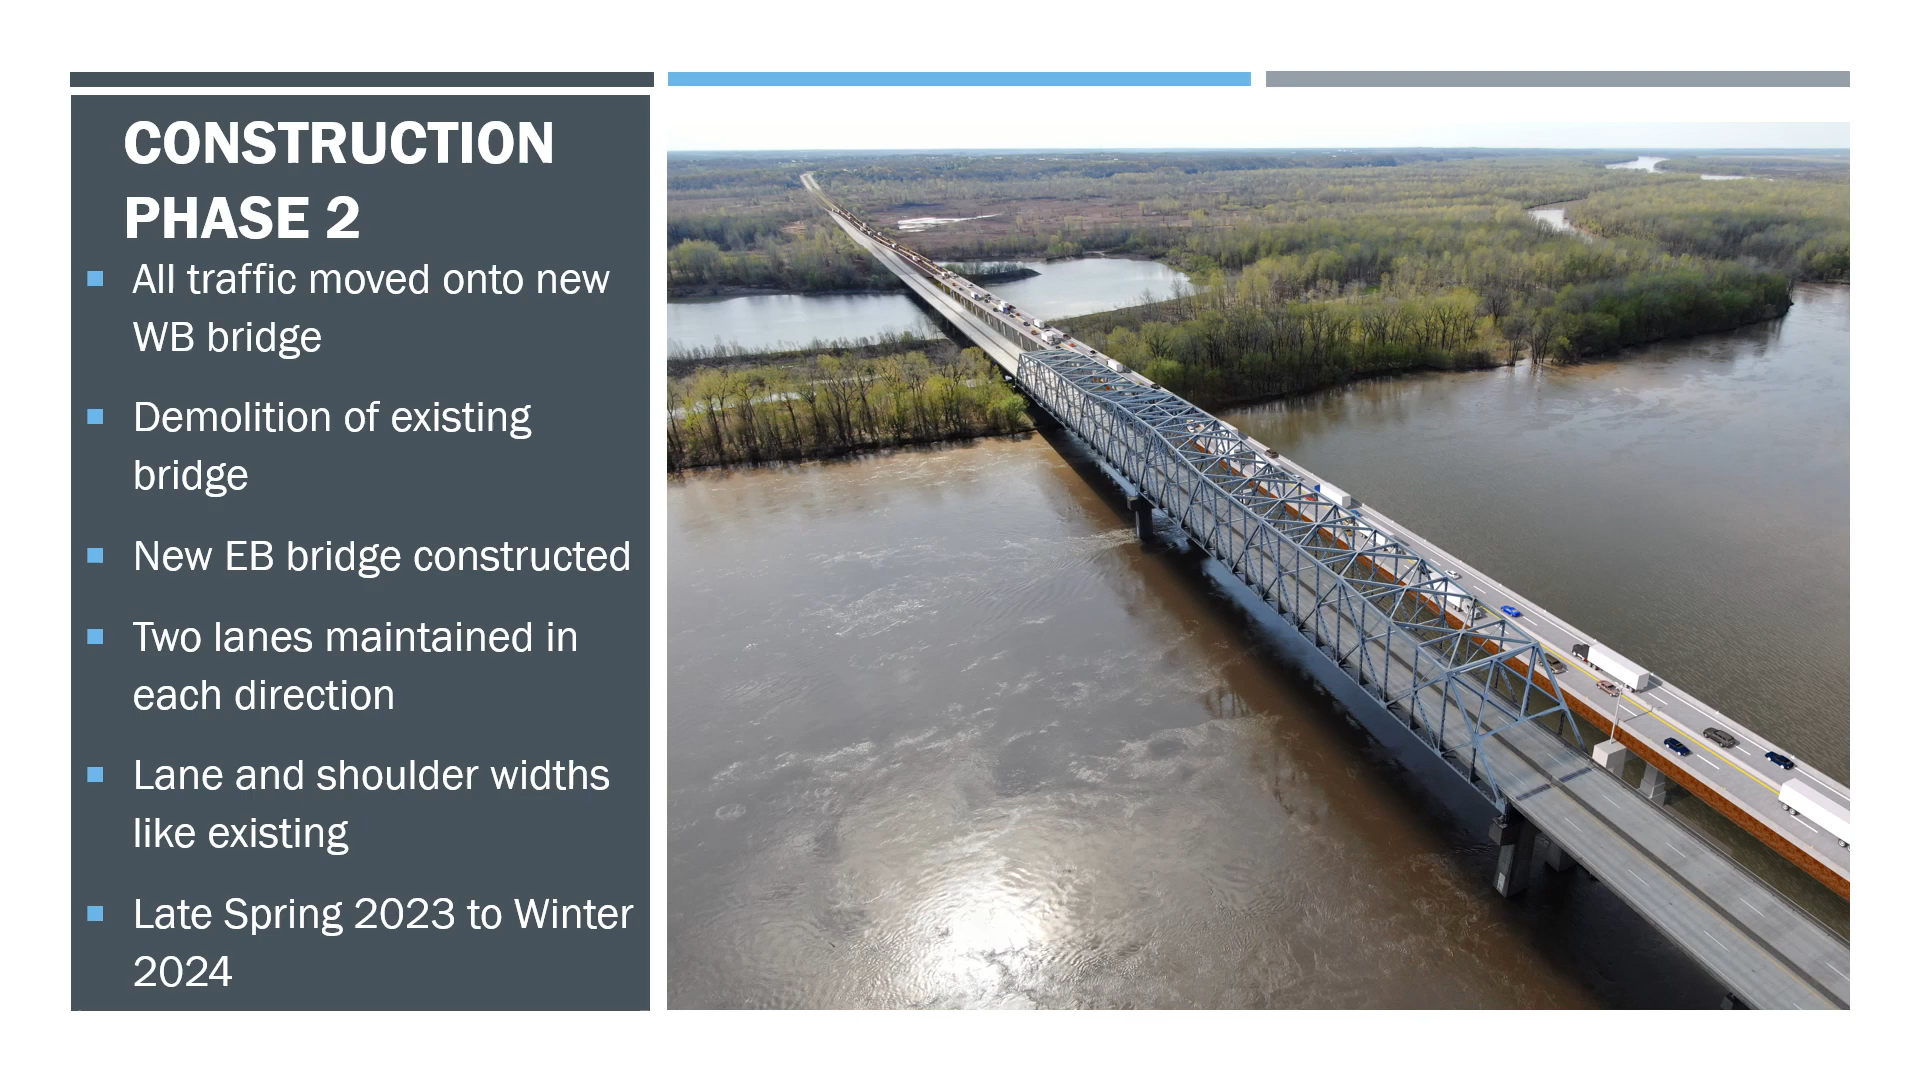 CONSTRUCTION
PHASE 2
All traffic moved onto new
WB bridge
Demolition of existing
bridge
New EB bridge constructed
Two lanes maintained in
each direction
Lane and shoulder widths
like existing
Late Spring 2023 to Winter
2024